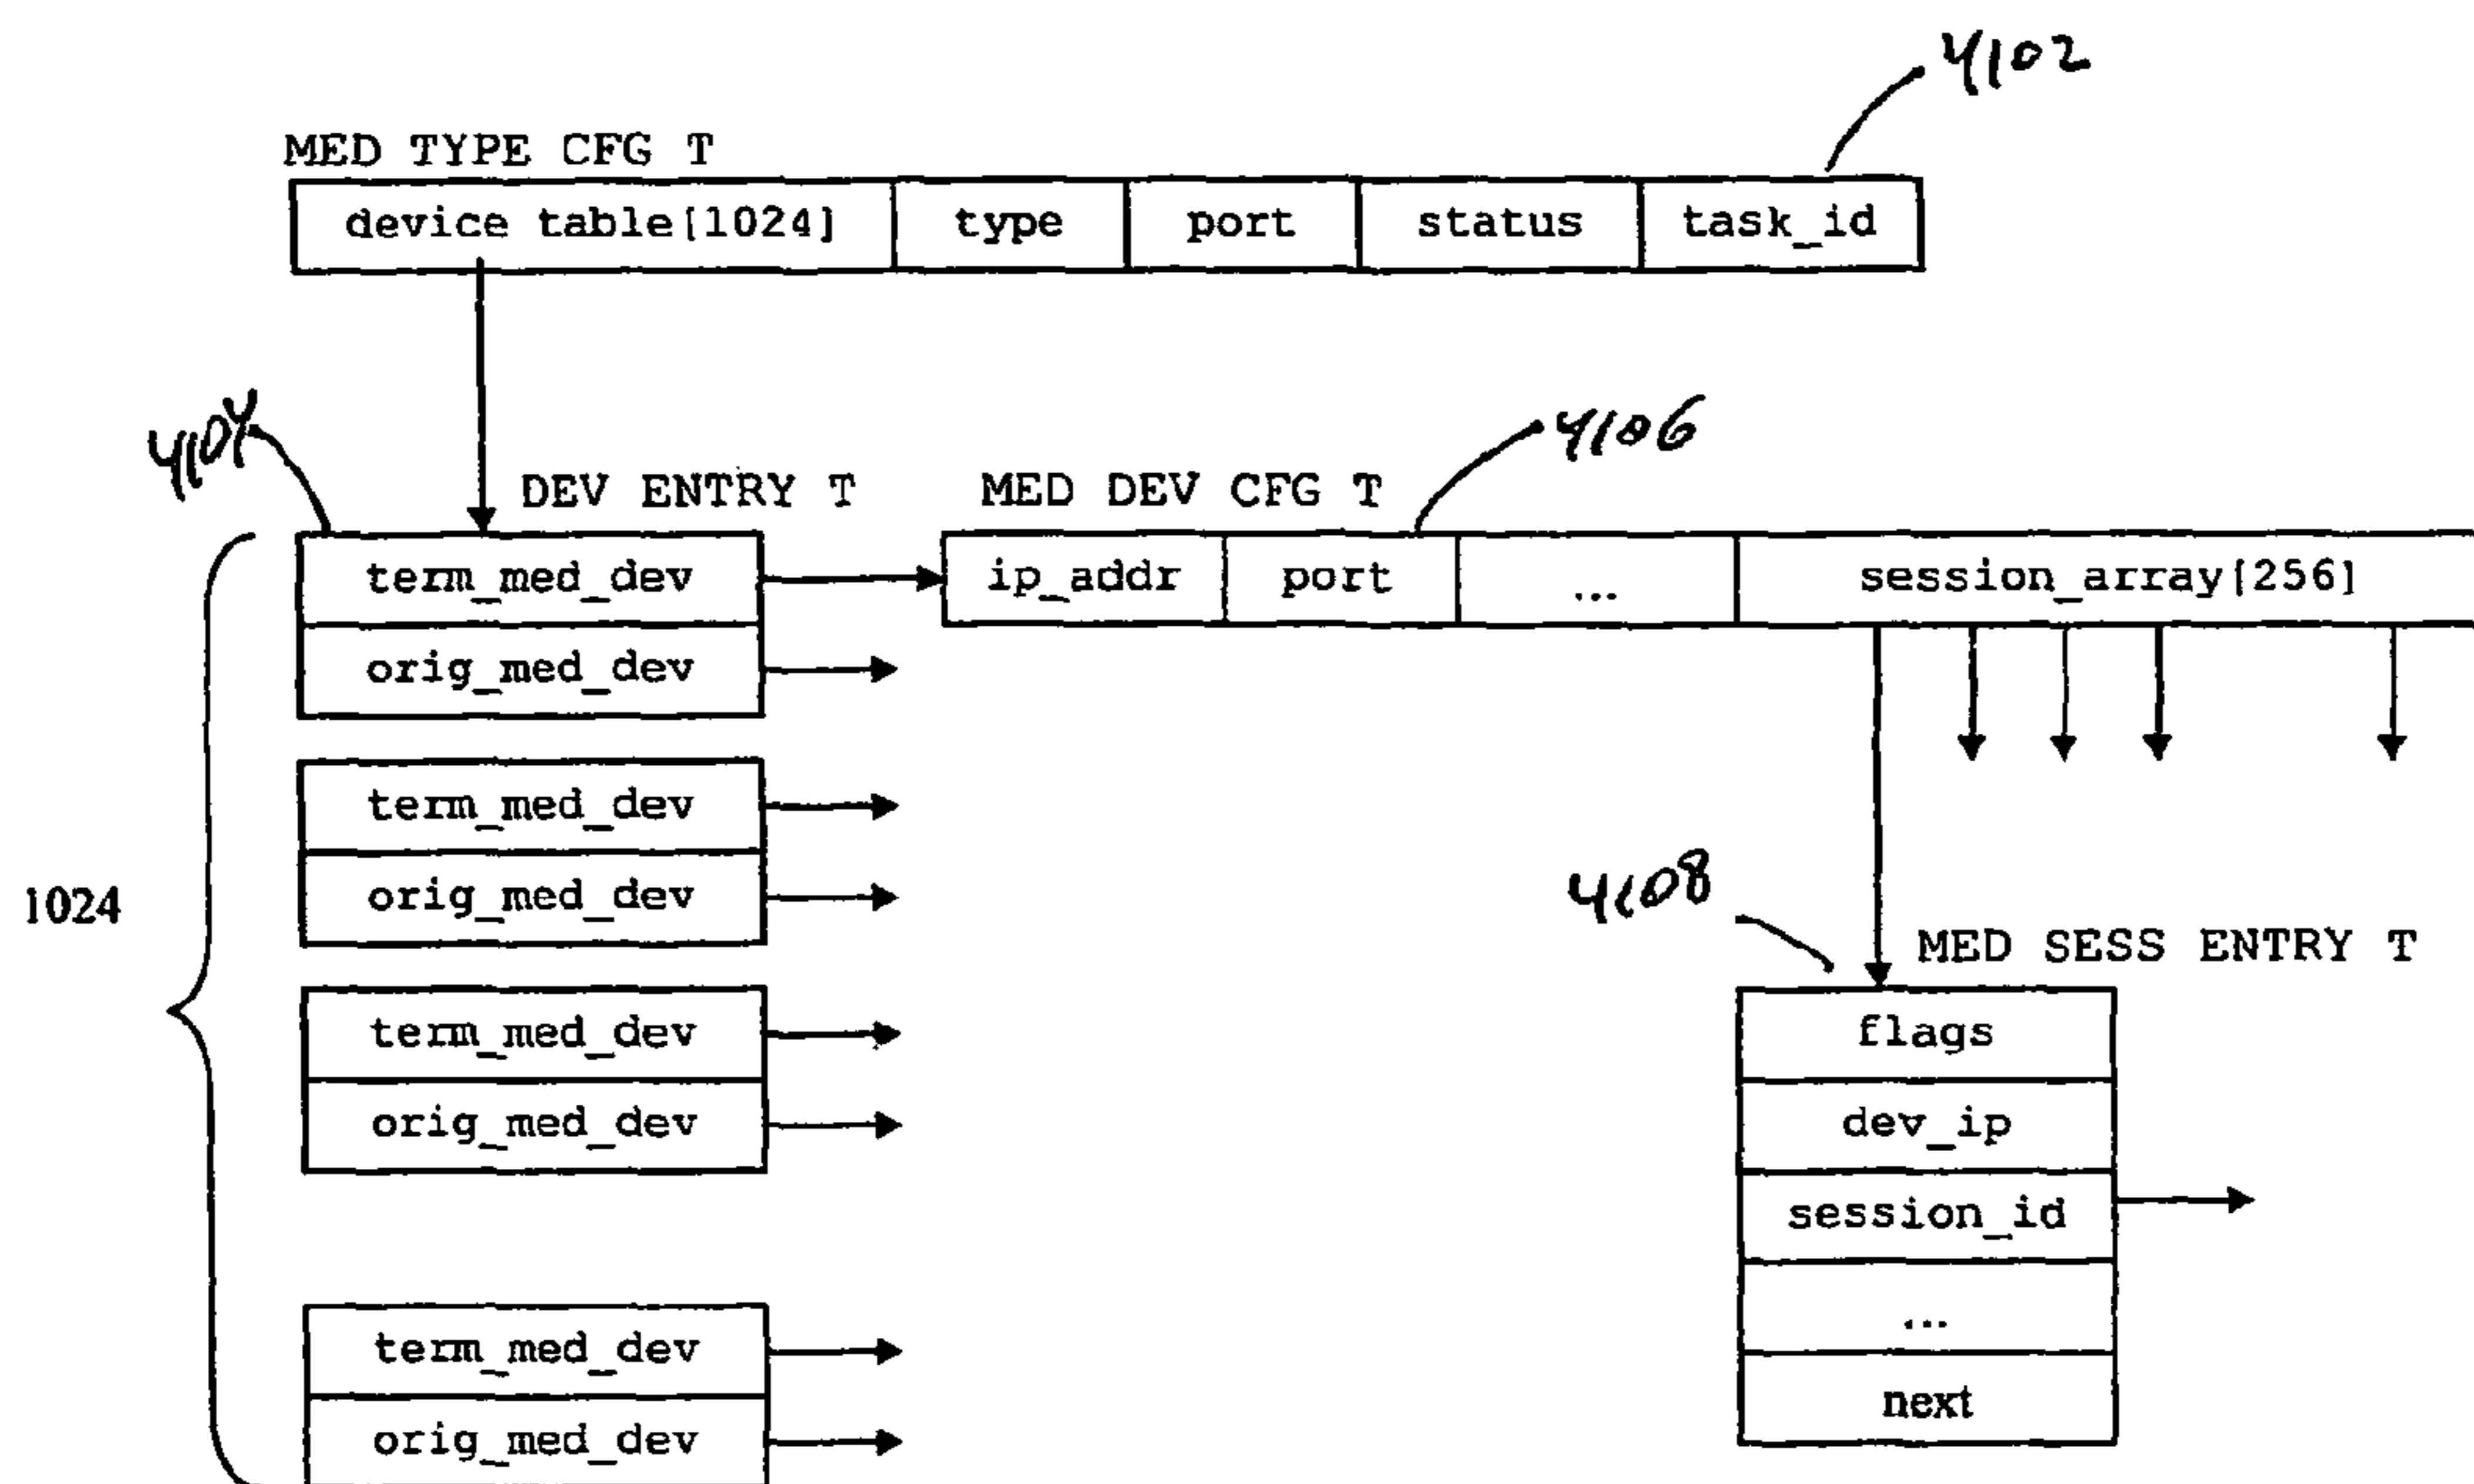 4102
MED TYPE CFG T
device table[1024] type port status task_id
4104
4106
DEV ENTRY T MED DEV CFG T
term_med_dev ip_addr port ... session_array[256]
orig_med_dev
term_med_dev
orig_med_dev
1024
4108
MED SESS ENTRY T
term_med_dev
flags
orig_med_dev
dev_ip
session_id
...
term_med_dev
next
orig_med_dev